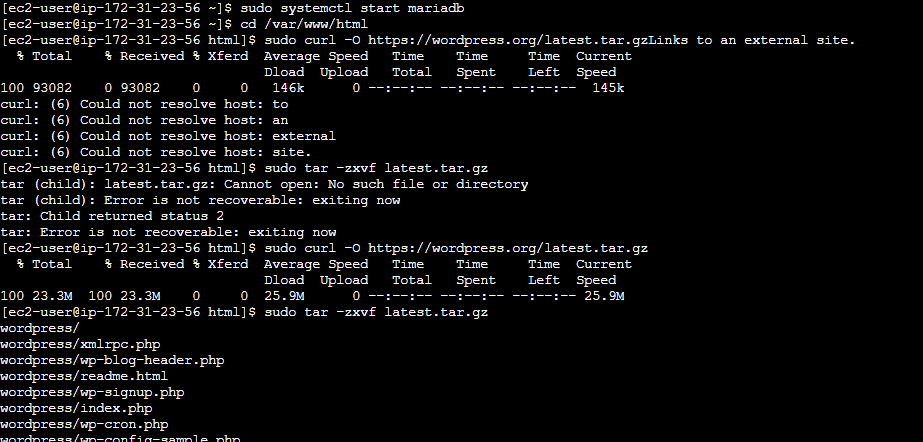 [ec2-user@ip-172-31-23-56 ~]$ sudo systemctl start mariadb
[ec2-user@ip-172-31-23-56 ~]$ cd /var/www/html
[ec2-user@ip-172-31-23-56 html]$ sudo curl -O https://wordpress.org/latest.tar.gzLinks to an external site.
  % Total    % Received % Xferd  Average Speed   Time    Time     Time  Current
                                 Dload  Upload   Total   Spent    Left  Speed
100 93082    0 93082    0     0   146k      0 --:--:-- --:--:-- --:--:--  145k
curl: (6) Could not resolve host: to
curl: (6) Could not resolve host: an
curl: (6) Could not resolve host: external
curl: (6) Could not resolve host: site.
[ec2-user@ip-172-31-23-56 html]$ sudo tar -zxvf latest.tar.gz
tar (child): latest.tar.gz: Cannot open: No such file or directory
tar (child): Error is not recoverable: exiting now
tar: Child returned status 2
tar: Error is not recoverable: exiting now
[ec2-user@ip-172-31-23-56 html]$ sudo curl -O https://wordpress.org/latest.tar.gz
  % Total    % Received % Xferd  Average Speed   Time    Time     Time  Current
                                 Dload  Upload   Total   Spent    Left  Speed
100 23.3M  100 23.3M    0     0  25.9M      0 --:--:-- --:--:-- --:--:-- 25.9M
[ec2-user@ip-172-31-23-56 html]$ sudo tar -zxvf latest.tar.gz
wordpress/
wordpress/xmlrpc.php
wordpress/wp-blog-header.php
wordpress/readme.html
wordpress/wp-signup.php
wordpress/index.php
wordpress/wp-cron.php
wordpress/wp-config-sample.php